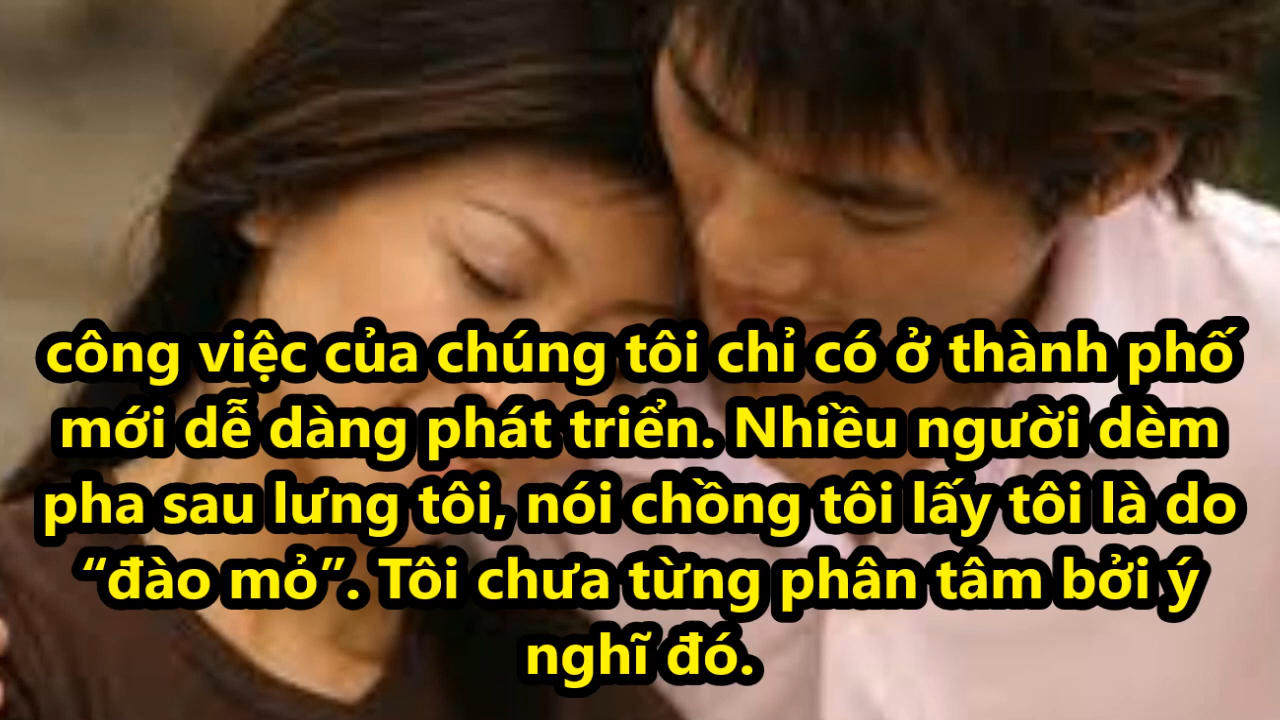 công việc của chúng tôi chỉ có ở thành phố
mới dễ dàng phát triển. Nhiều người dèm
pha sau lưng tôi, nói chồng tôi lấy tôi là do
“đào mỏ”. Tôi chưa từng phân tâm bởi ý
nghĩ đó.